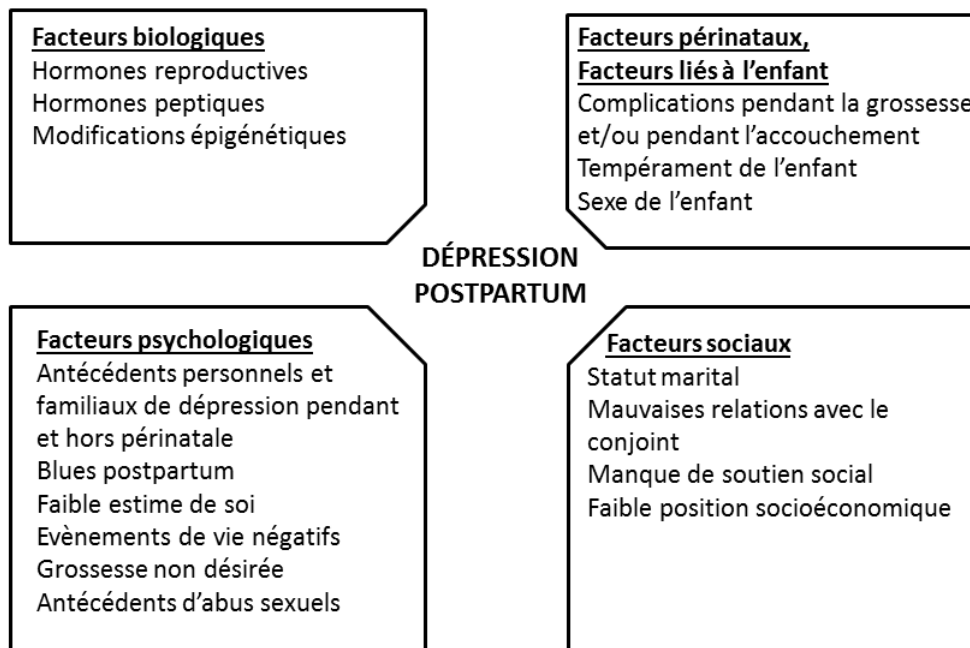 Facteurs biologiques
Hormones reproductives
Hormones peptiques
Modifications épigénétiques
Facteurs périnataux,
Facteurs liés à l’enfant
Complications pendant la grossesse
et/ou pendant l’accouchement
Tempérament de l’enfant
Sexe de l’enfant
DÉPRESSION
POSTPARTUM
Facteurs psychologiques
Antécédents personnels et
familiaux de dépression pendant
et hors périnatale
Blues postpartum
Faible estime de soi
Evènements de vie négatifs
Grossesse non désirée
Antécédents d’abus sexuels
Facteurs sociaux
Statut marital
Mauvaises relations avec le
conjoint
Manque de soutien social
Faible position socioéconomique